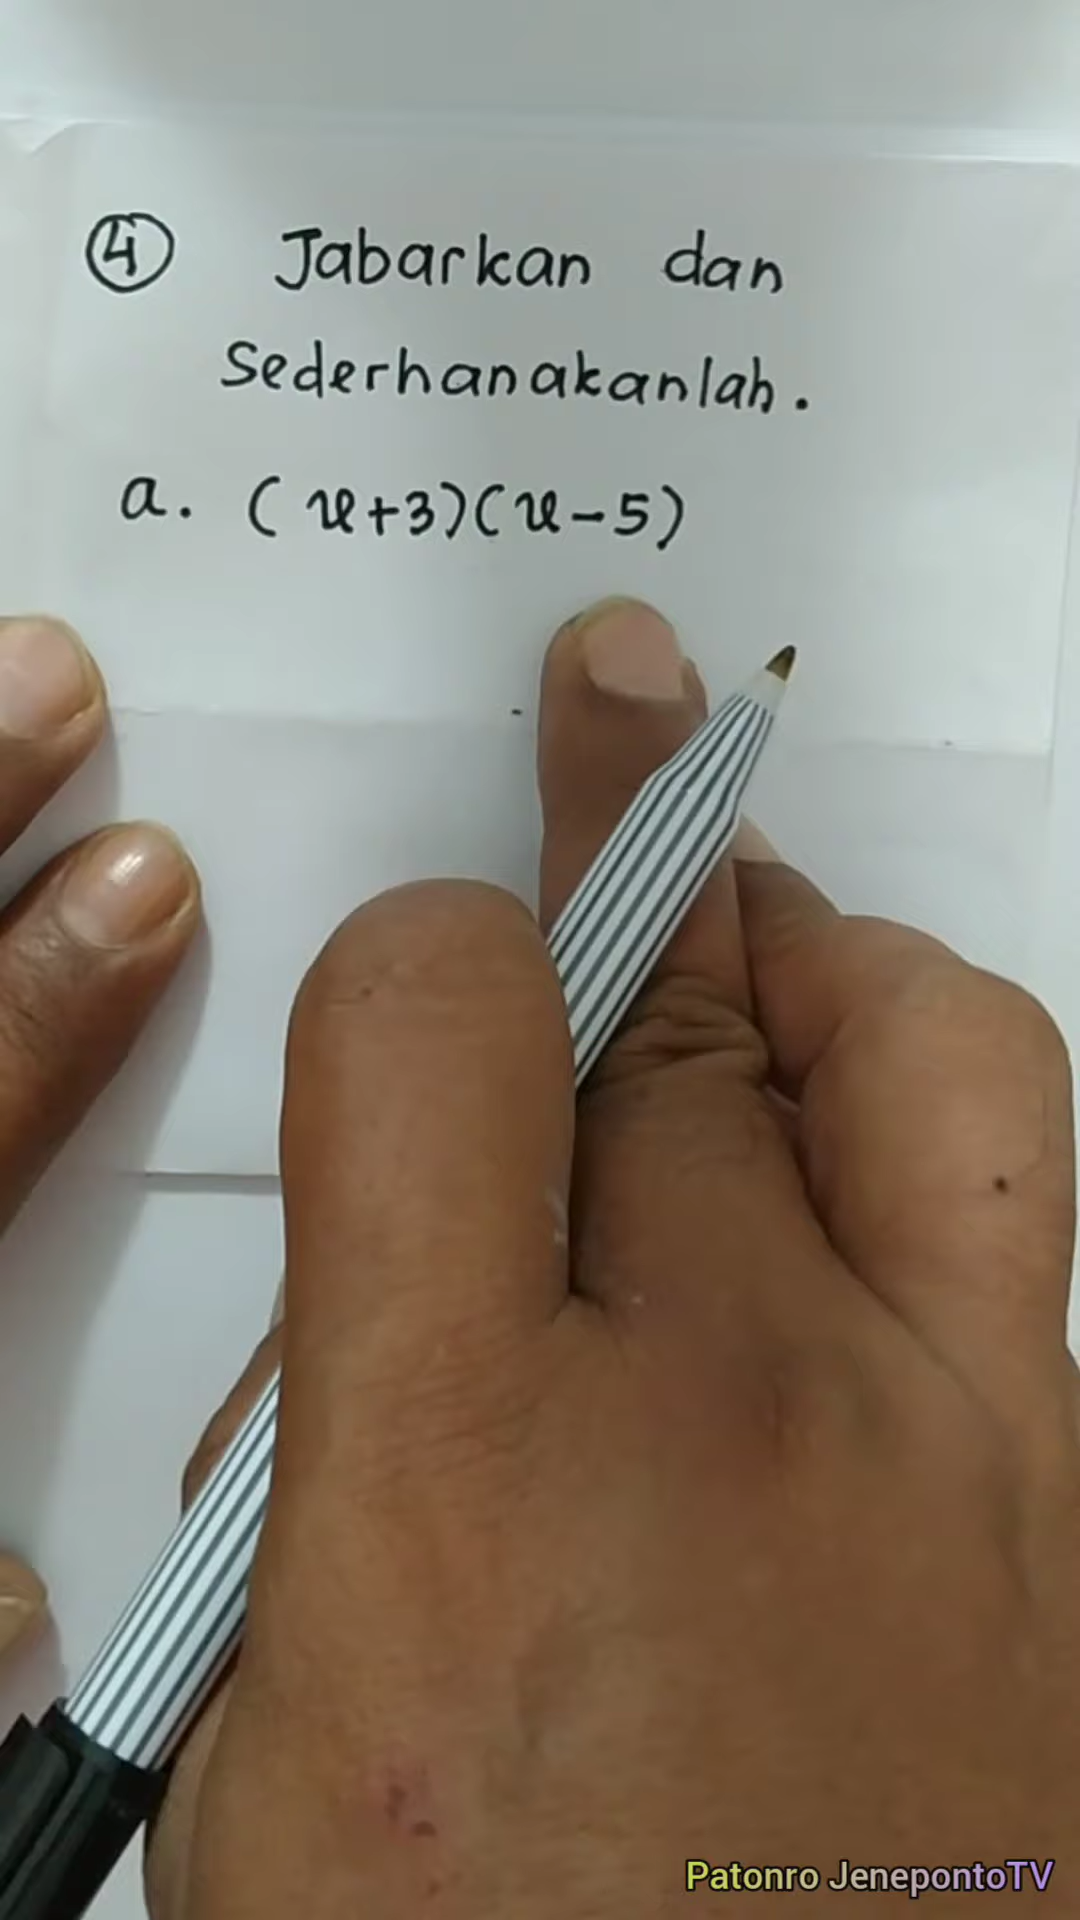 ④ Jabarkan dan
Sederhanakanlah.
a. (x+3)(x-5)
Patonro JenepontoTV